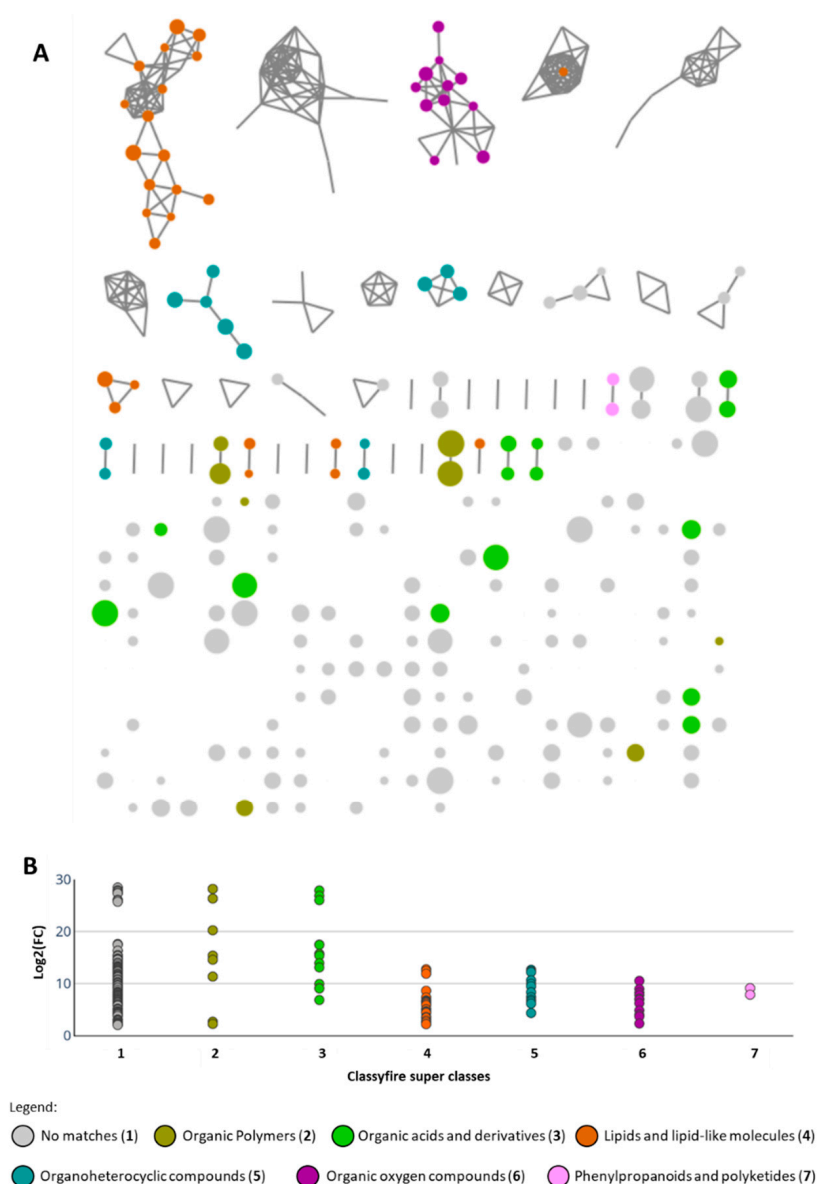 A
B
Log2(FC)
30
20
10
0
1 2 3 4 5 6 7
Classyfire super classes
Legend:
No matches (1) Organic Polymers (2) Organic acids and derivatives (3) Lipids and lipid-like molecules (4)
Organoheterocyclic compounds (5) Organic oxygen compounds (6) Phenylpropanoids and polyketides (7)